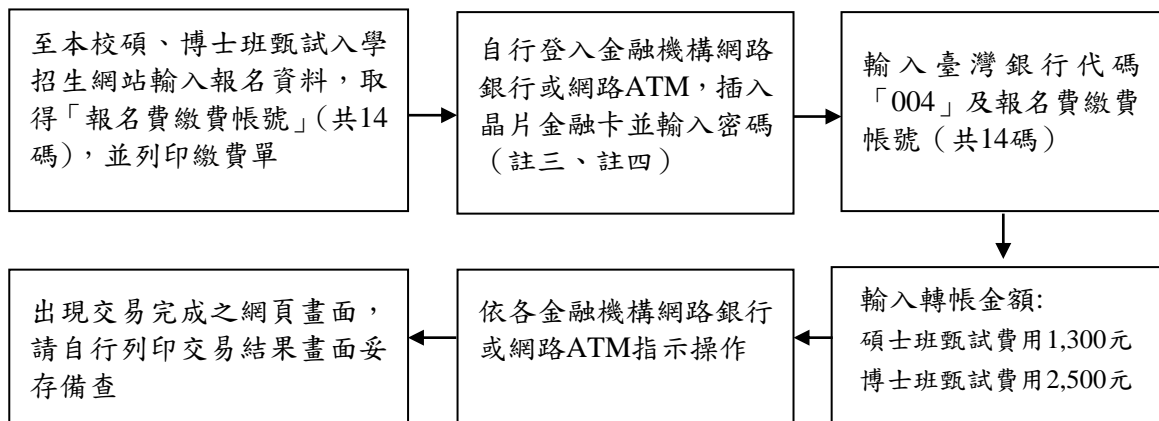 至本校碩、博士班甄試入學
招生網站輸入報名資料，取
得「報名費繳費帳號」(共14
碼)，並列印繳費單
自行登入金融機構網路
銀行或網路ATM，插入
晶片金融卡並輸入密碼
（註三、註四）
輸入臺灣銀行代碼
「004」及報名費繳費
帳號（共14碼）
輸入轉帳金額:
碩士班甄試費用1,300元
博士班甄試費用2,500元
依各金融機構網路銀行
或網路ATM指示操作
出現交易完成之網頁畫面，
請自行列印交易結果畫面妥
存備查